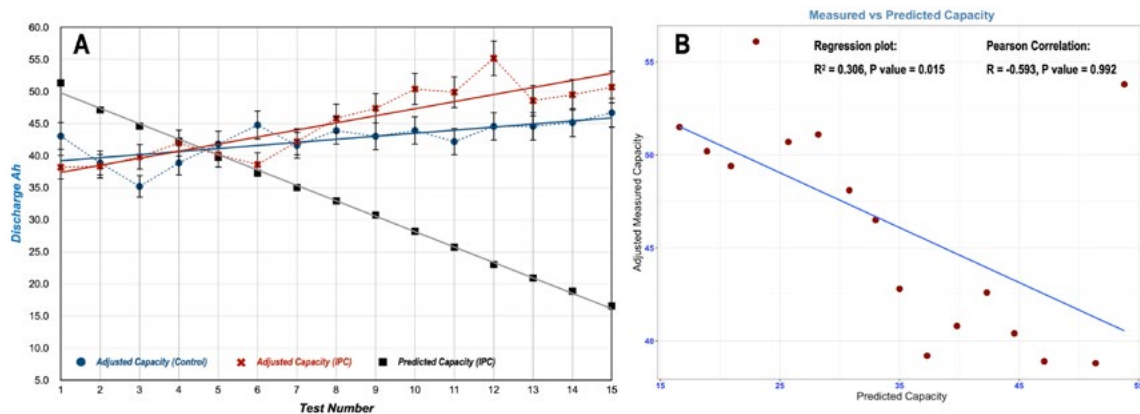 A
60.0
55.0
50.0
45.0
40.0
35.0
30.0
25.0
20.0
15.0
10.0
5.0
Discharge Ah
Adjusted Capacity (Control)
Adjusted Capacity (IPC)
Predicted Capacity (IPC)
1 2 3 4 5 6 7 8 9 10 11 12 13 14 15
Test Number
Measured vs Predicted Capacity
B
Regression plot:
R² = 0.306, P value = 0.015
Pearson Correlation:
R = -0.593, P value = 0.992
55
50
45
40
Adjusted Measured Capacity
15 25 35 45 55
Predicted Capacity